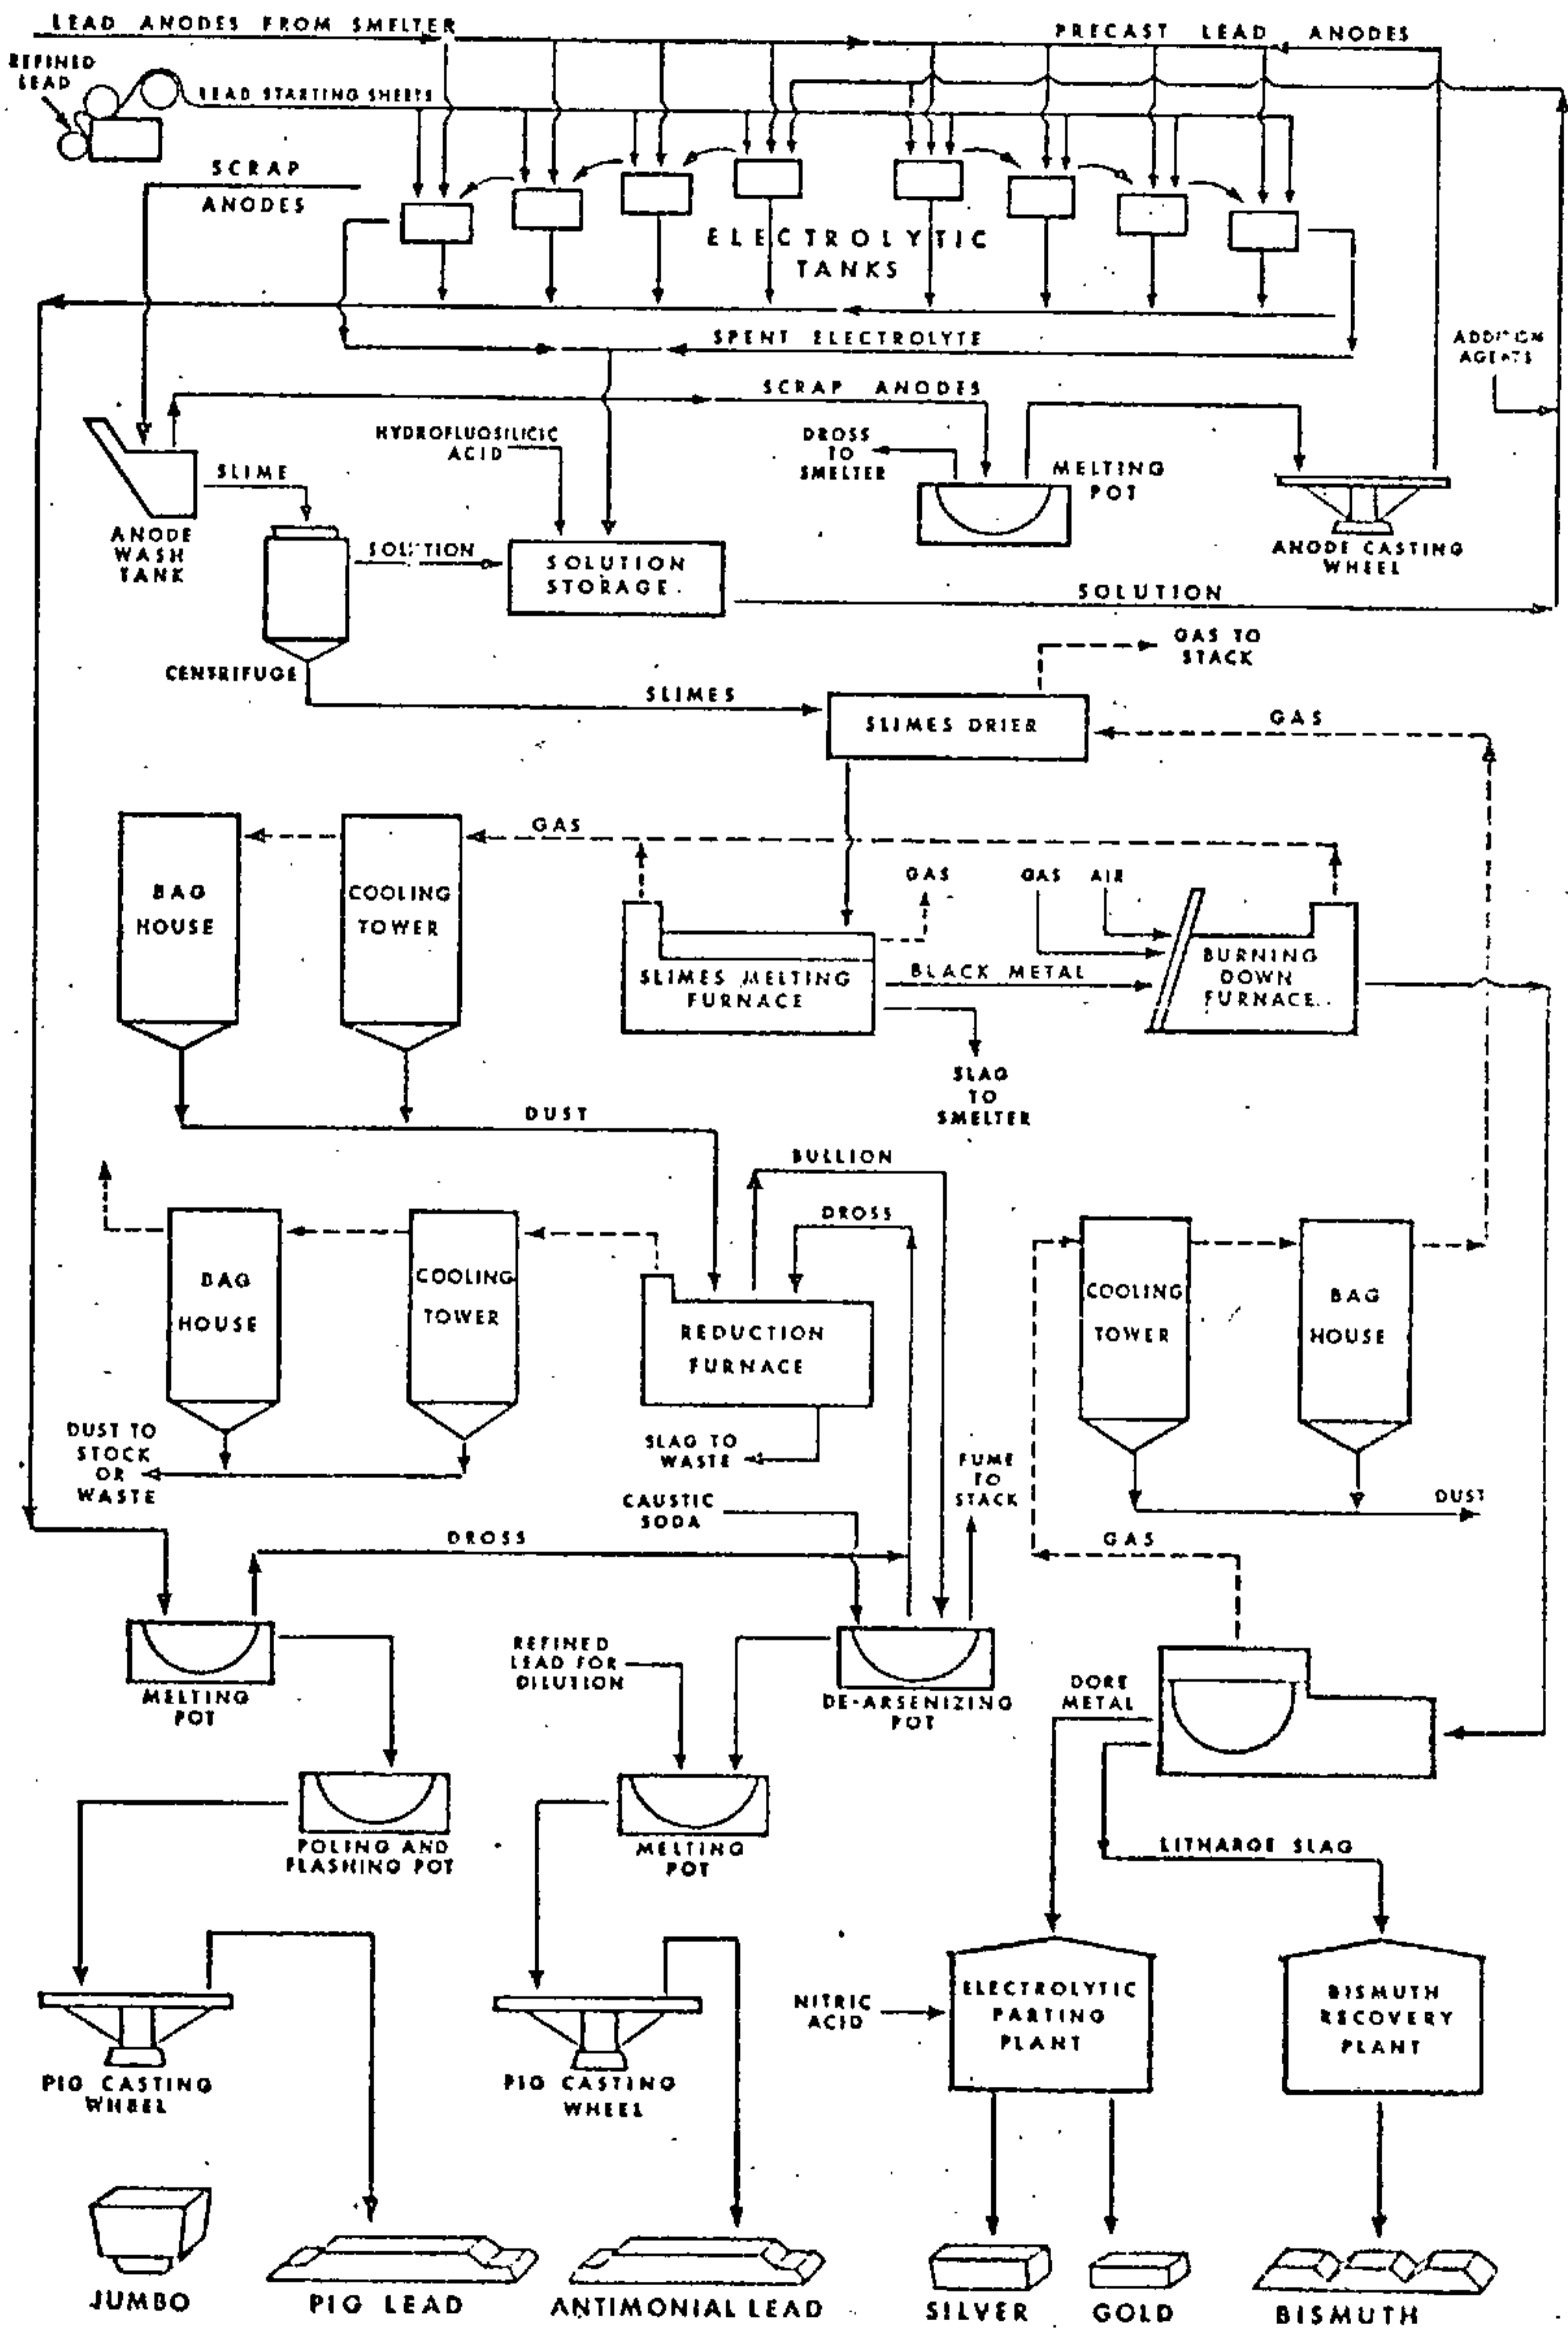 LEAD ANODES FROM SMELTER
PRECAST LEAD ANODES
REFINED
LEAD
LEAD STARTING SHEETS
SCRAP
ANODES
ELECTROLYTIC
TANKS
SPENT ELECTROLYTE
ADDITION
AGENTS
SCRAP ANODES
HYDROFLUOSILICIC
ACID
DROSS
TO
SMELTER
MELTING
POT
SLIME
ANODE
WASH
TANK
SOLUTION
SOLUTION
STORAGE
ANODE CASTING
WHEEL
SOLUTION
GAS TO
STACK
CENTRIFUGE
SLIMES
SLIMES DRIER
GAS
GAS
BAG
HOUSE
COOLING
TOWER
GAS
GAS
AIR
SLIMES MELTING
FURNACE
BLACK METAL
BURNING
DOWN
FURNACE
SLAG
TO
SMELTER
DUST
BULLION
DROSS
BAG
HOUSE
COOLING
TOWER
REDUCTION
FURNACE
COOLING
TOWER
BAG
HOUSE
DUST TO
STOCK
OR
WASTE
SLAG TO
WASTE
FUME
TO
STACK
CAUSTIC
SODA
DUST
DROSS
GAS
MELTING
POT
REFINED
LEAD FOR
DILUTION
DE-ARSENIZING
POT
DORE
METAL
POLING AND
FLASHING POT
MELTING
POT
LITHARGE SLAG
PIG CASTING
WHEEL
PIG CASTING
WHEEL
NITRIC
ACID
ELECTROLYTIC
PARTING
PLANT
BISMUTH
RECOVERY
PLANT
JUMBO
PIG LEAD
ANTIMONIAL LEAD
SILVER
GOLD
BISMUTH